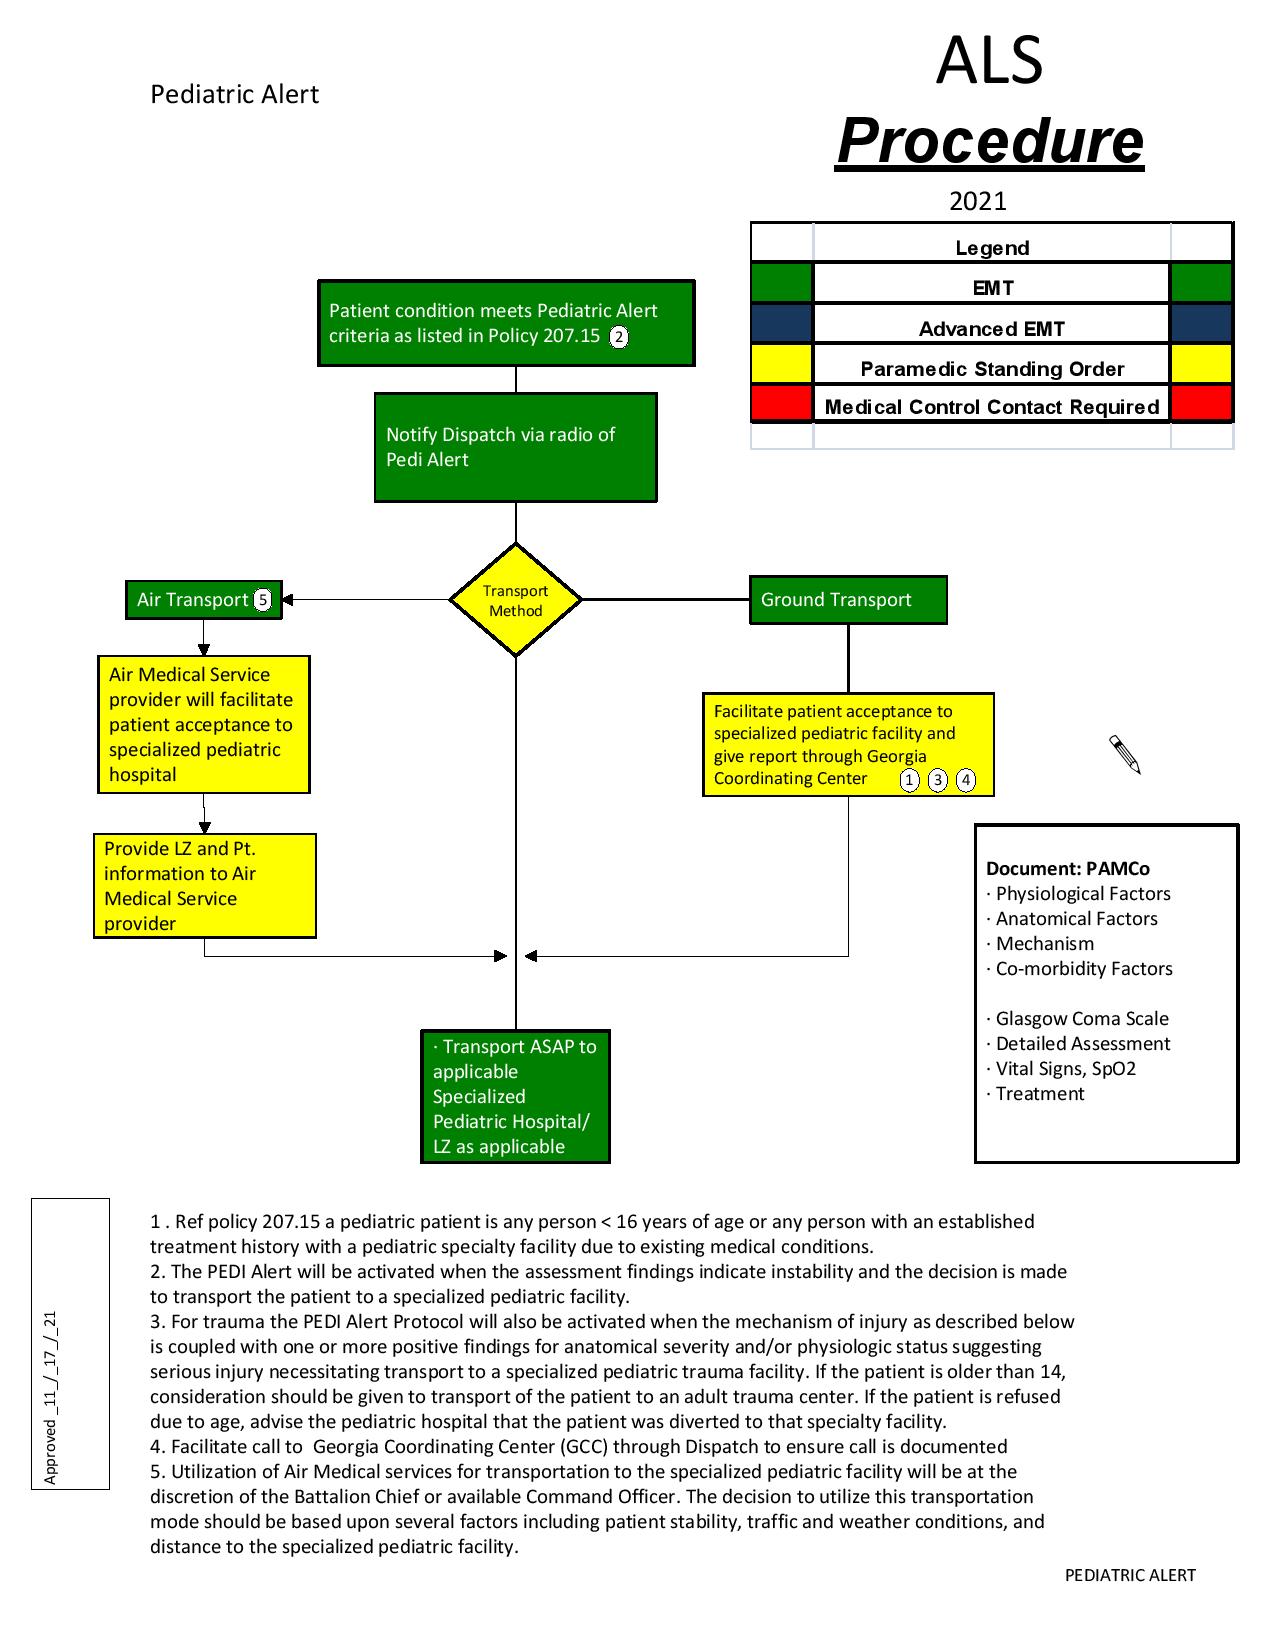 Pediatric Alert
ALS
Procedure
2021
Legend
EMT
Advanced EMT
Paramedic Standing Order
Medical Control Contact Required
Patient condition meets Pediatric Alert
criteria as listed in Policy 207.15 2
Notify Dispatch via radio of
Pedi Alert
Transport
Method
Air Transport 5
Ground Transport
Air Medical Service
provider will facilitate
patient acceptance to
specialized pediatric
hospital
Facilitate patient acceptance to
specialized pediatric facility and
give report through Georgia
Coordinating Center 1 3 4
Provide LZ and Pt.
information to Air
Medical Service
provider
Document: PAMCo
· Physiological Factors
· Anatomical Factors
· Mechanism
· Co-morbidity Factors
· Glasgow Coma Scale
· Detailed Assessment
· Vital Signs, SpO2
· Treatment
· Transport ASAP to
applicable
Specialized
Pediatric Hospital/
LZ as applicable
Approved _11_/_17_/_21
1 . Ref policy 207.15 a pediatric patient is any person < 16 years of age or any person with an established
treatment history with a pediatric specialty facility due to existing medical conditions.
2. The PEDI Alert will be activated when the assessment findings indicate instability and the decision is made
to transport the patient to a specialized pediatric facility.
3. For trauma the PEDI Alert Protocol will also be activated when the mechanism of injury as described below
is coupled with one or more positive findings for anatomical severity and/or physiologic status suggesting
serious injury necessitating transport to a specialized pediatric trauma facility. If the patient is older than 14,
consideration should be given to transport of the patient to an adult trauma center. If the patient is refused
due to age, advise the pediatric hospital that the patient was diverted to that specialty facility.
4. Facilitate call to  Georgia Coordinating Center (GCC) through Dispatch to ensure call is documented
5. Utilization of Air Medical services for transportation to the specialized pediatric facility will be at the
discretion of the Battalion Chief or available Command Officer. The decision to utilize this transportation
mode should be based upon several factors including patient stability, traffic and weather conditions, and
distance to the specialized pediatric facility.
PEDIATRIC ALERT